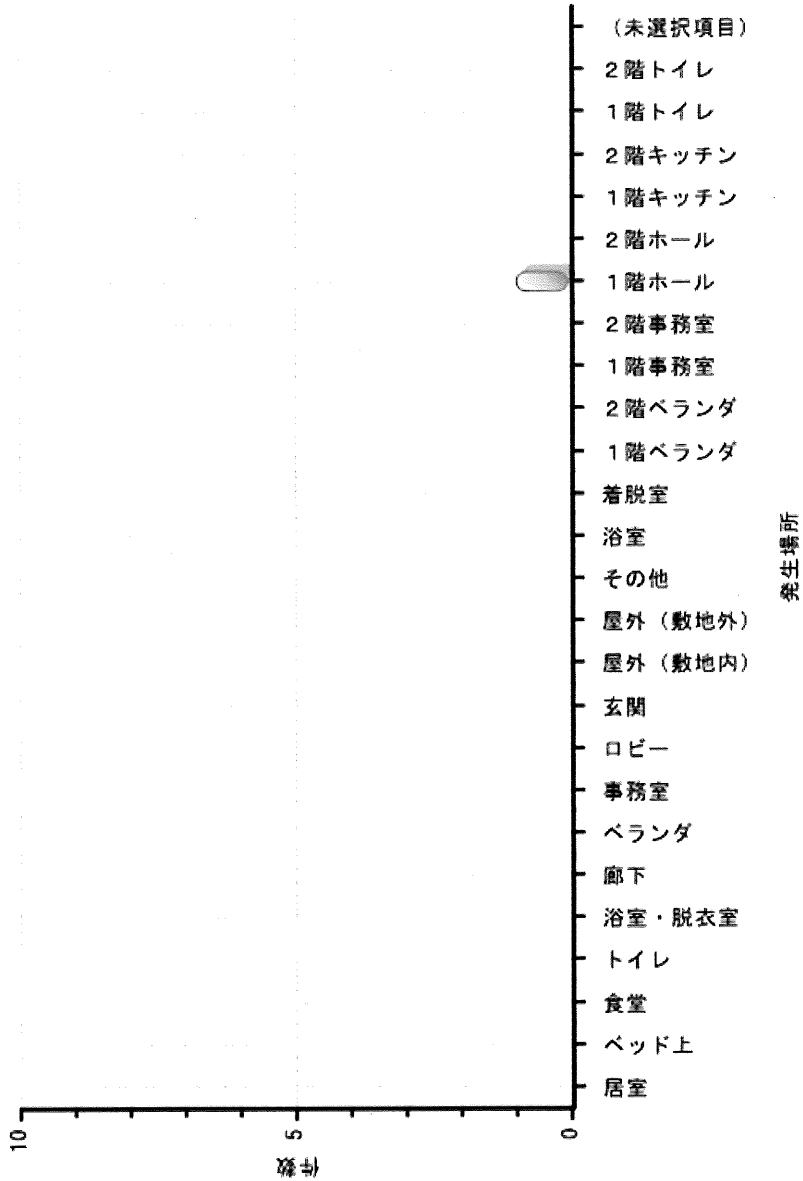 （未選択項目）
2階トイレ
1階トイレ
2階キッチン
1階キッチン
2階ホール
1階ホール
2階事務室
1階事務室
2階ベランダ
1階ベランダ
着脱室
浴室
その他
屋外（敷地外）
屋外（敷地内）
玄関
ロビー
事務室
ベランダ
廊下
浴室・脱衣室
トイレ
食堂
ベッド上
居室
発生場所
10
5
0
件数